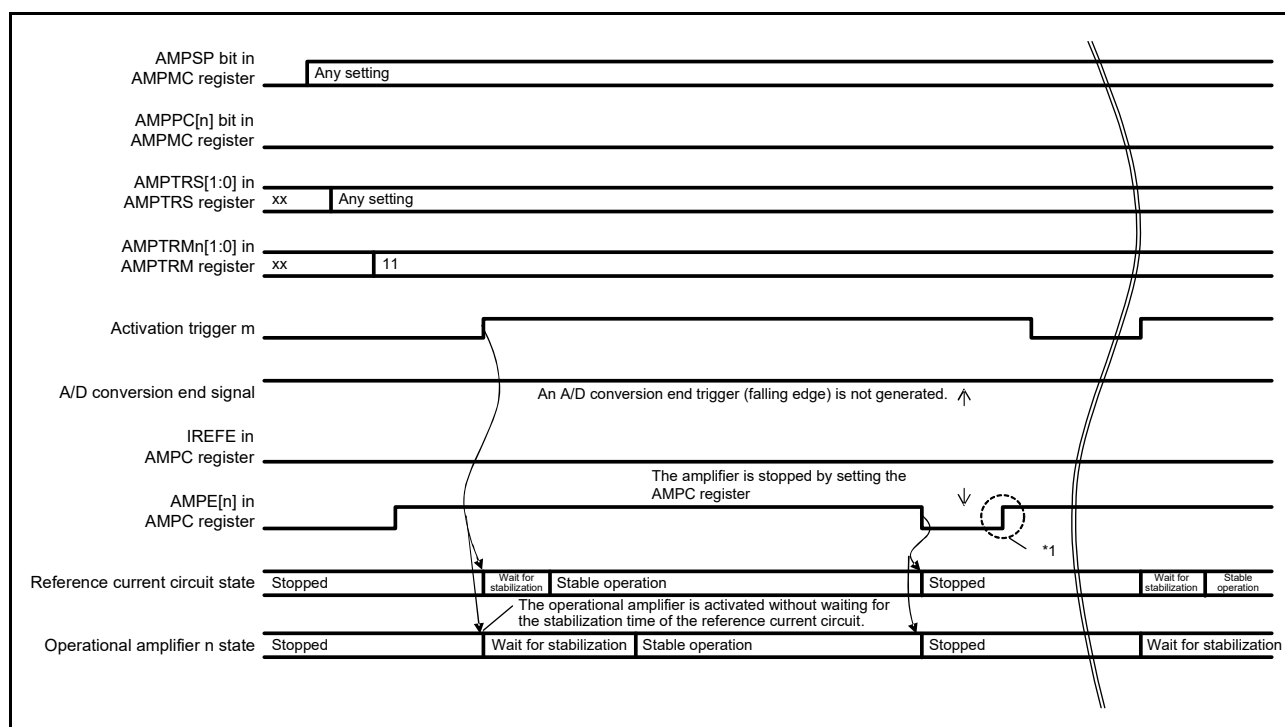 AMPSP bit in
AMPMC register
Any setting
AMPPC[n] bit in
AMPMC register
AMPTRS[1:0] in
AMPTRS register
xx
Any setting
AMPTRMn[1:0] in
AMPTRM register
xx
11
Activation trigger m
A/D conversion end signal
An A/D conversion end trigger (falling edge) is not generated.
IREFE in
AMPC register
The amplifier is stopped by setting the
AMPC register
AMPE[n] in
AMPC register
*1
Reference current circuit state
Stopped
Wait for
stabilization
Stable operation
Stopped
Wait for
stabilization
Stable
operation
The operational amplifier is activated without waiting for
the stabilization time of the reference current circuit.
Operational amplifier n state
Stopped
Wait for stabilization
Stable operation
Stopped
Wait for stabilization